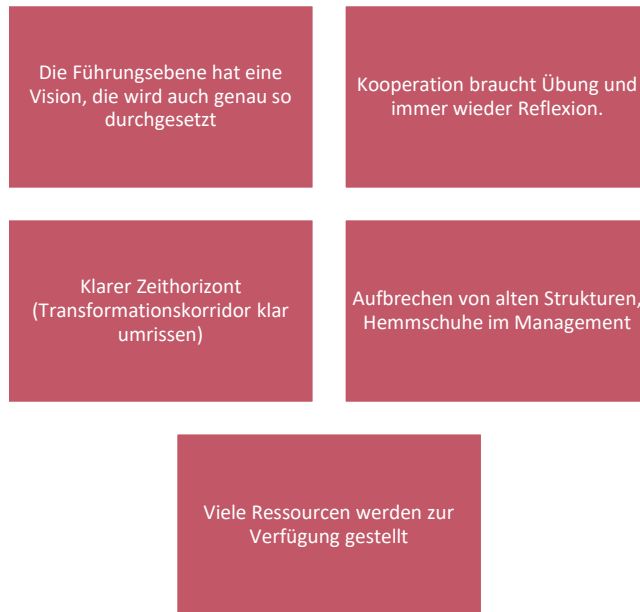 Die Führungsebene hat eine
Vision, die wird auch genau so
durchgesetzt
Kooperation braucht Übung und
immer wieder Reflexion.
Klarer Zeithorizont
(Transformationskorridor klar
umrissen)
Aufbrechen von alten Strukturen,
Hemmschuhe im Management
Viele Ressourcen werden zur
Verfügung gestellt